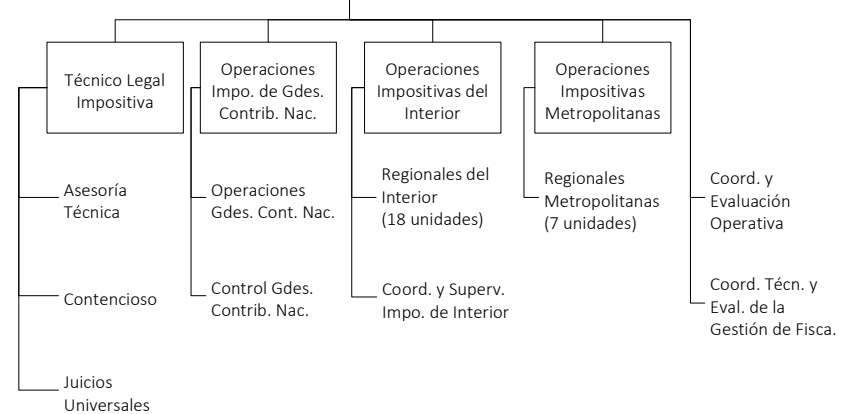 Técnico Legal
Impositiva
Operaciones
Impo. de Gdes.
Contrib. Nac.
Operaciones
Impositivas del
Interior
Operaciones
Impositivas
Metropolitanas
Asesoría
Técnica
Contencioso
Juicios
Universales
Operaciones
Gdes. Cont. Nac.
Control Gdes.
Contrib. Nac.
Regionales del
Interior
(18 unidades)
Coord. y Superv.
Impo. de Interior
Regionales
Metropolitanas
(7 unidades)
Coord. y
Evaluación
Operativa
Coord. Técn. y
Eval. de la
Gestión de Fisca.